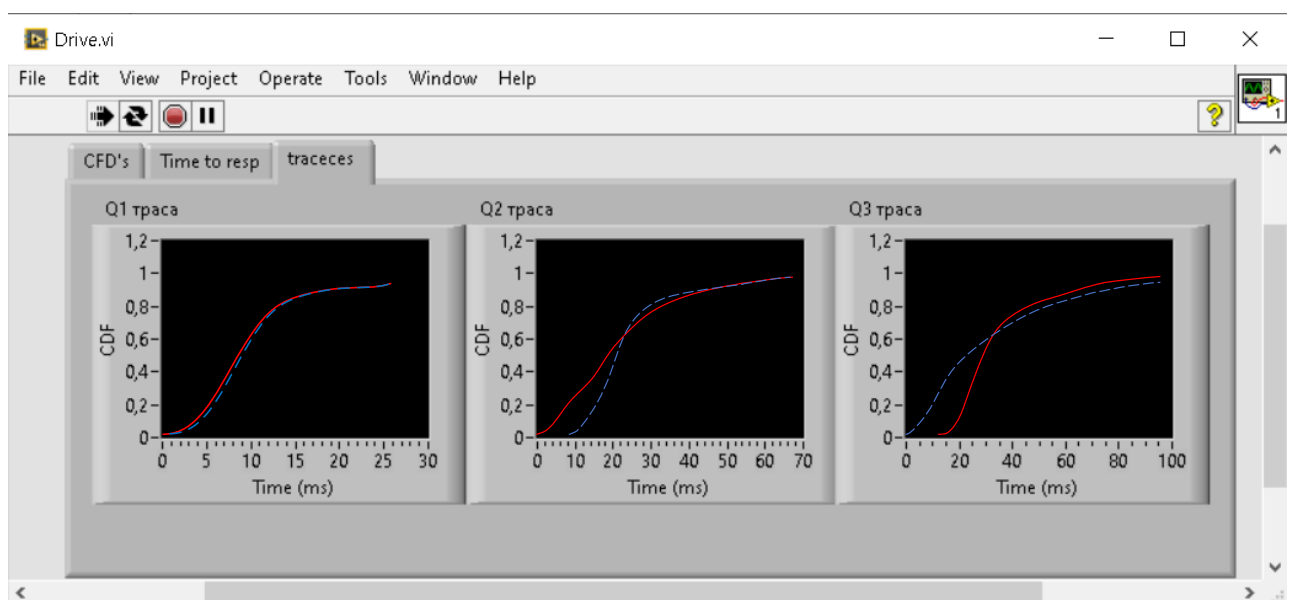 Drive.vi
File Edit View Project Operate Tools Window Help
1
CFD's Time to resp traceces
Q1 траса Q2 траса Q3 траса
1,2 1,2 1,2
1 1 1
0,8 0,8 0,8
CDF CDF CDF
0,6 0,6 0,6
0,4 0,4 0,4
0,2 0,2 0,2
0 0 0
0 5 10 15 20 25 30 0 10 20 30 40 50 60 70 0 20 40 60 80 100
Time (ms) Time (ms) Time (ms)